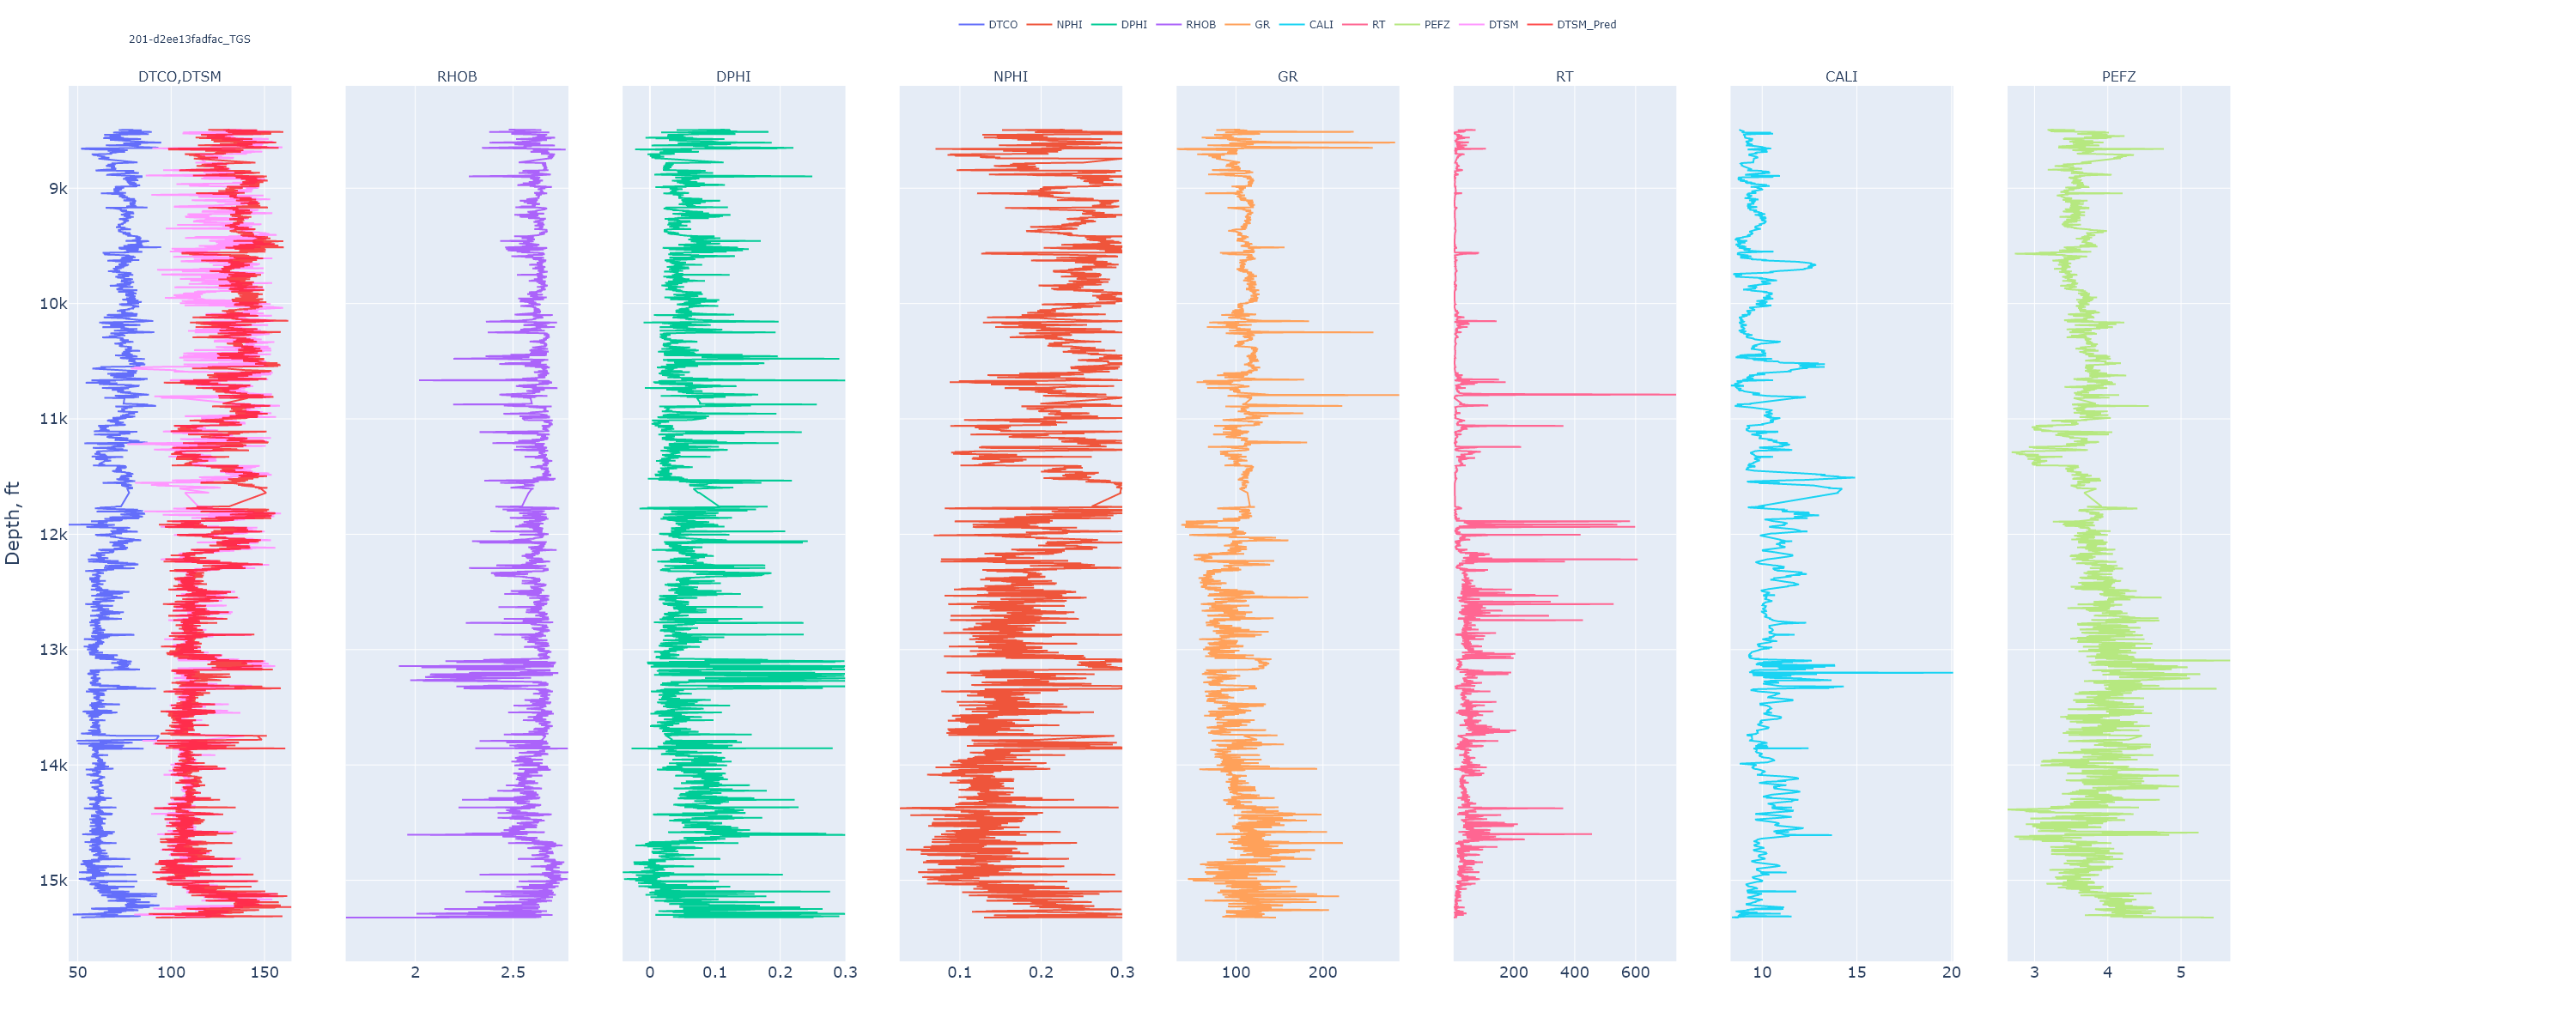 DTCO NPHI DPHI RHOB GR CALI RT PEFZ DTSM DTSM_Pred
201-d2ee13fadfac_TGS
DTCO,DTSM RHOB DPHI NPHI GR RT CALI PEFZ
9k
10k
11k
12k
13k
14k
15k
Depth, ft
50 100 150 2 2.5 0 0.1 0.2 0.3 0.1 0.2 0.3 100 200 200 400 600 10 15 20 3 4 5